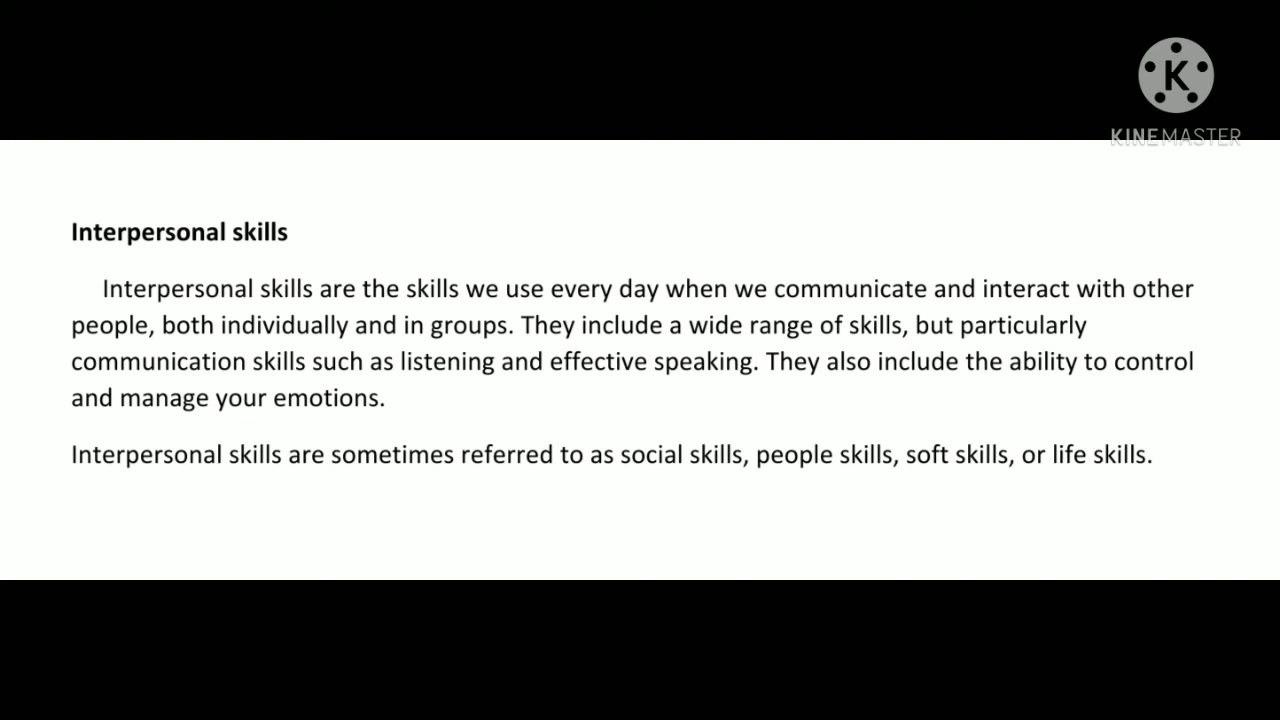 K
KINEMASTER
Interpersonal skills
Interpersonal skills are the skills we use every day when we communicate and interact with other
people, both individually and in groups. They include a wide range of skills, but particularly
communication skills such as listening and effective speaking. They also include the ability to control
and manage your emotions.
Interpersonal skills are sometimes referred to as social skills, people skills, soft skills, or life skills.